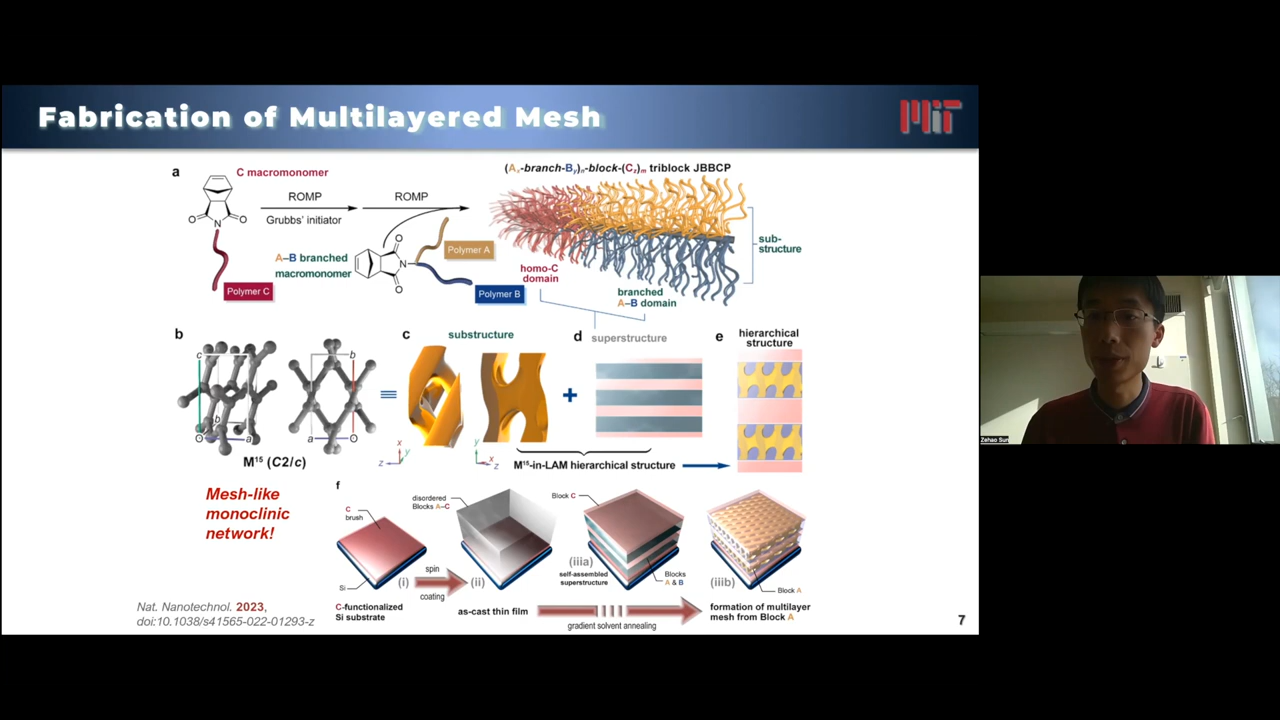 Fabrication of Multilayered Mesh
MiT
a
C macromonomer
ROMP
Grubbs' initiator
ROMP
N
O
O
A–B branched
macromonomer
N
O
O
Polymer A
Polymer B
Polymer C
(Ax-branch-By)n-block-(Cz)m triblock JBBCP
sub-
structure
homo-C
domain
branched
A–B domain
b
c
b
o
a
b
a
o
M15 (C2/c)
c
substructure
x
y
z
y
x
z
d
superstructure
M15-in-LAM hierarchical structure
e
hierarchical
structure
Mesh-like
monoclinic
network!
f
C
brush
Si
(i)
C-functionalized
Si substrate
spin
coating
disordered
Blocks A–C
(ii)
as-cast thin film
gradient solvent annealing
Block C
(iiia)
self-assembled
superstructure
Blocks
A & B
(iiib)
Block A
formation of multilayer
mesh from Block A
Nat. Nanotechnol. 2023,
doi:10.1038/s41565-022-01293-z
7
Zehao Sun